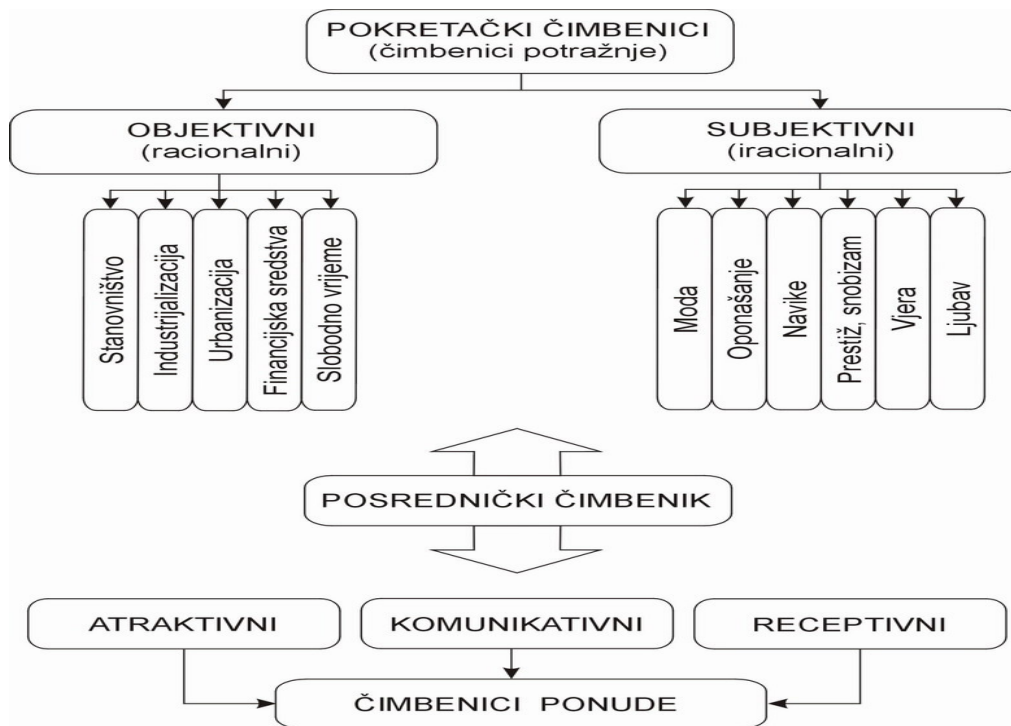 POKRETAČKI ČIMBENICI
(čimbenici potražnje)
OBJEKTIVNI
(racionalni)
SUBJEKTIVNI
(iracionalni)
Stanovništvo
Industrijalizacija
Urbanizacija
Financijska sredstva
Slobodno vrijeme
Moda
Oponašanje
Navike
Prestiž, snobizam
Vjera
Ljubav
POSREDNIČKI ČIMBENIK
ATRAKTIVNI
KOMUNIKATIVNI
RECEPTIVNI
ČIMBENICI PONUDE